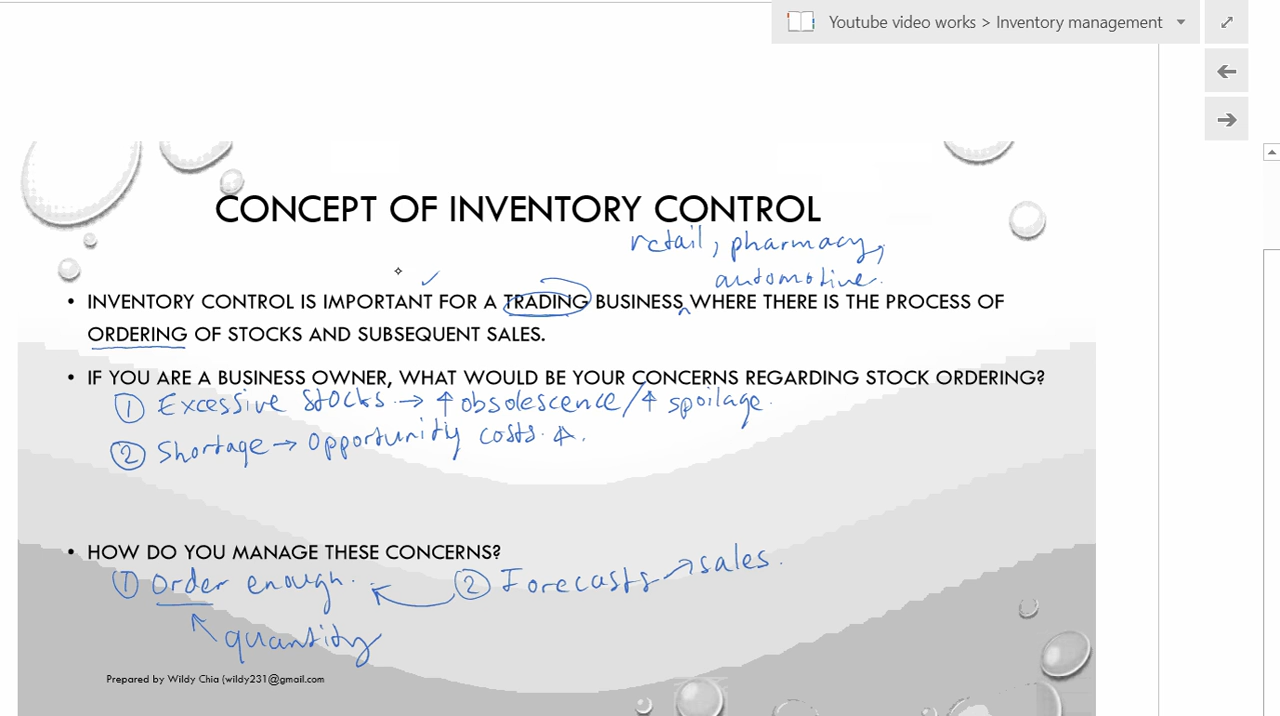 Youtube video works > Inventory management
CONCEPT OF INVENTORY CONTROL
retail, pharmacy,
automotive.
• INVENTORY CONTROL IS IMPORTANT FOR A TRADING BUSINESS WHERE THERE IS THE PROCESS OF
ORDERING OF STOCKS AND SUBSEQUENT SALES.
• IF YOU ARE A BUSINESS OWNER, WHAT WOULD BE YOUR CONCERNS REGARDING STOCK ORDERING?
① Excessive stocks → ↑ obsolescence/↑ spoilage.
② Shortage → opportunity costs ↑.
• HOW DO YOU MANAGE THESE CONCERNS?
① Order enough. ② Forecasts → sales.
quantity
Prepared by Wildy Chia (wildy231@gmail.com